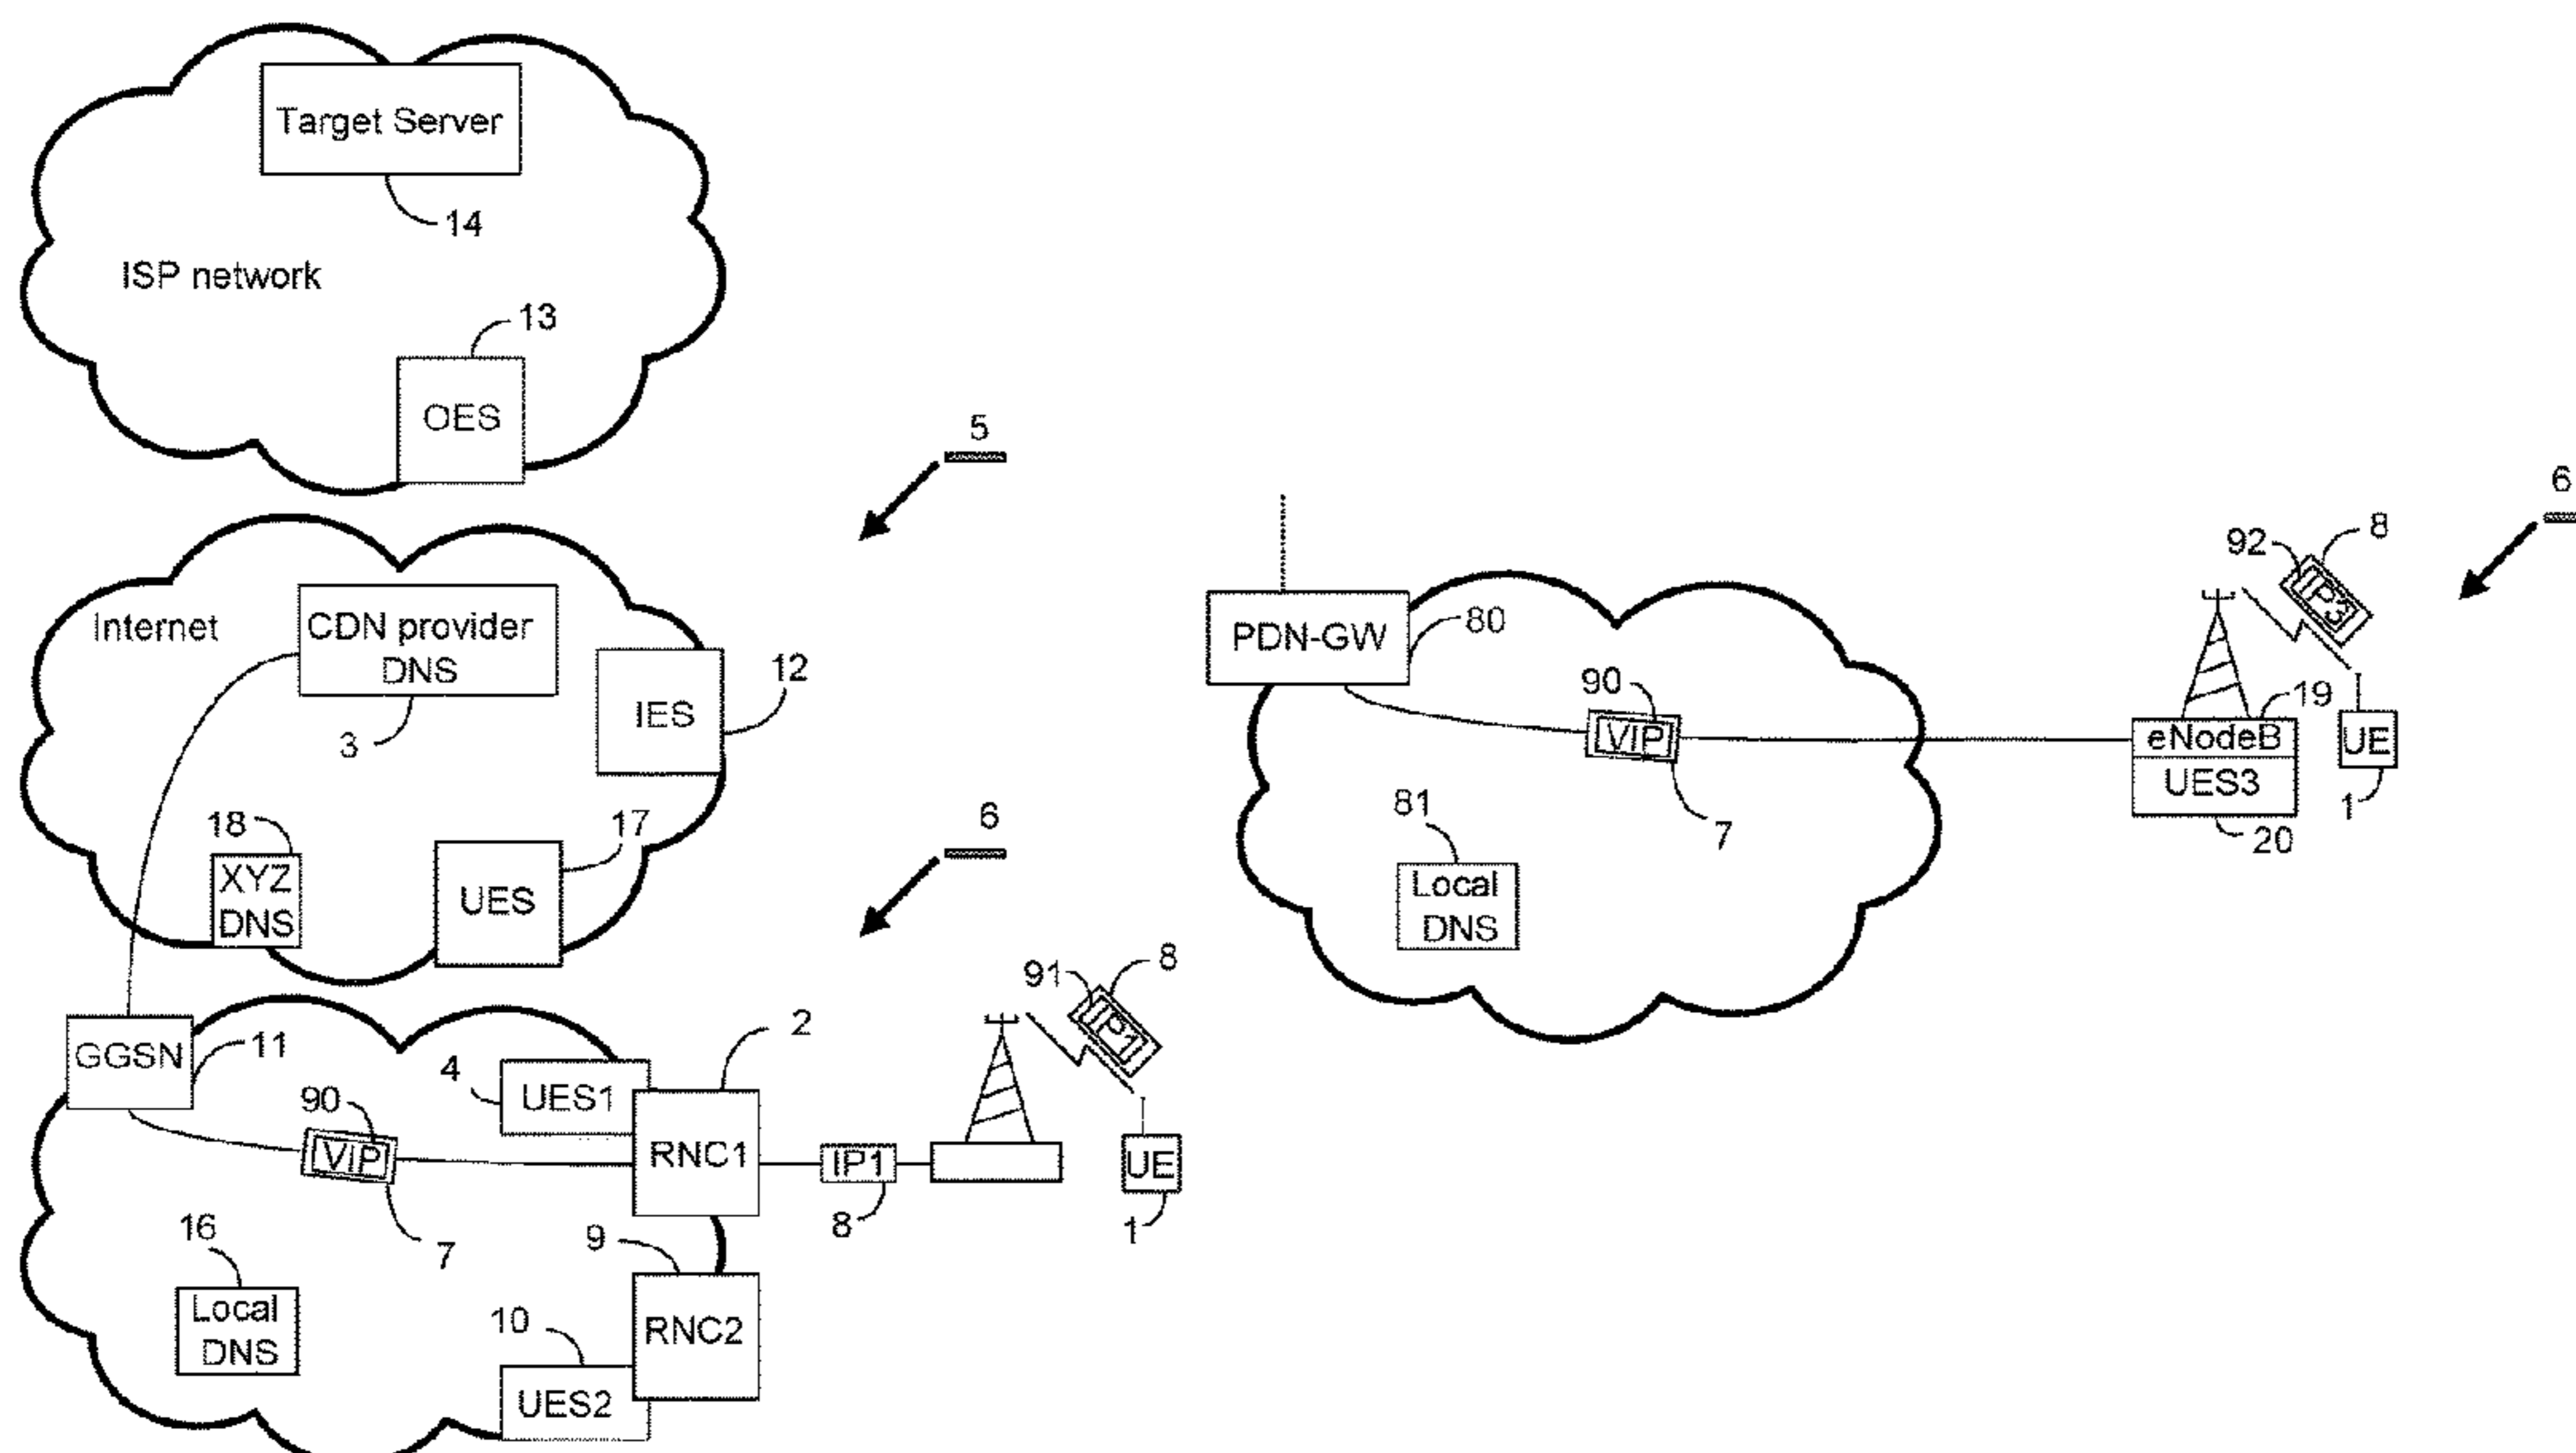 Target Server
14
ISP network
13
OES
5
Internet
CDN provider
DNS
3
IES
12
18
XYZ
DNS
17
UES
6
GGSN
11
4
UES1
2
RNC1
90
VIP
7
IP1
8
91
IP1
8
UE
1
16
Local
DNS
9
RNC2
10
UES2
PDN-GW
80
90
VIP
7
81
Local
DNS
92
IP3
8
6
19
eNodeB
UES3
20
UE
1